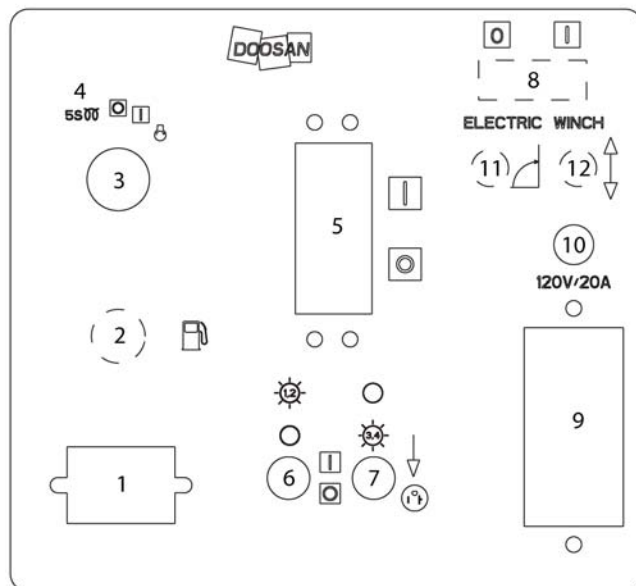 DOOSAN
O I
8
ELECTRIC WINCH
4
5S
O I
3
11 12
5
I
O
10
120V/20A
2
1,2
3,4
9
1
6
I
O
7